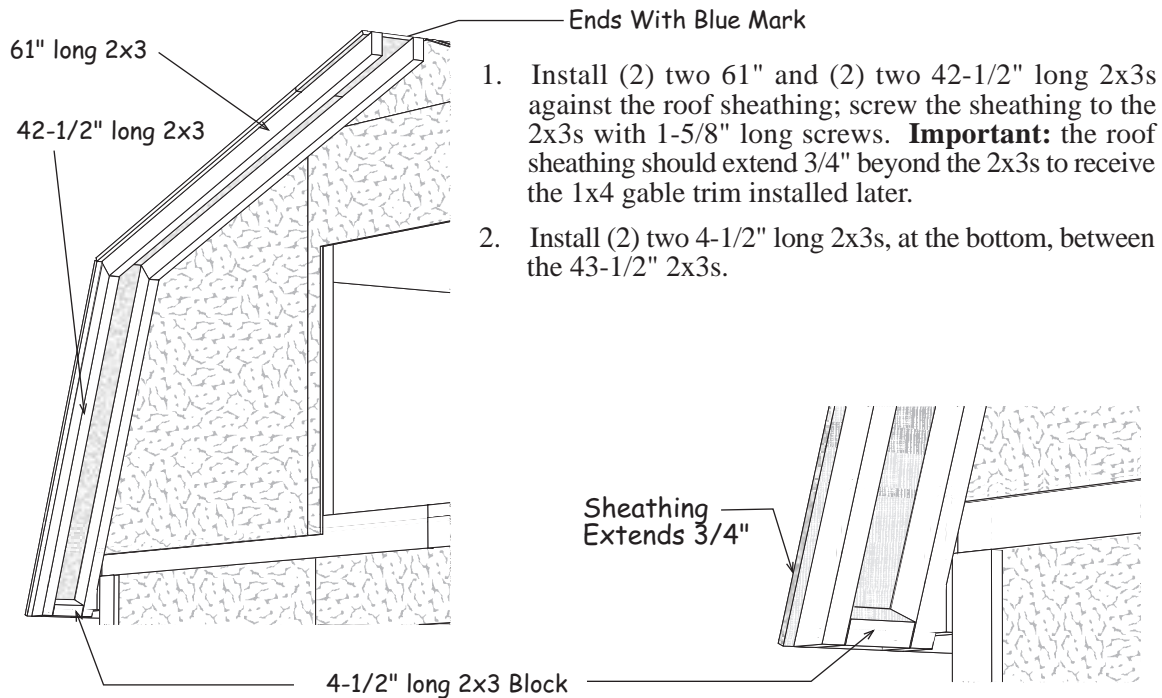 Ends With Blue Mark
61" long 2x3
42-1/2" long 2x3
1. Install (2) two 61" and (2) two 42-1/2" long 2x3s
against the roof sheathing; screw the sheathing to the
2x3s with 1-5/8" long screws. Important: the roof
sheathing should extend 3/4" beyond the 2x3s to receive
the 1x4 gable trim installed later.
2. Install (2) two 4-1/2" long 2x3s, at the bottom, between
the 43-1/2" 2x3s.
Sheathing
Extends 3/4"
4-1/2" long 2x3 Block